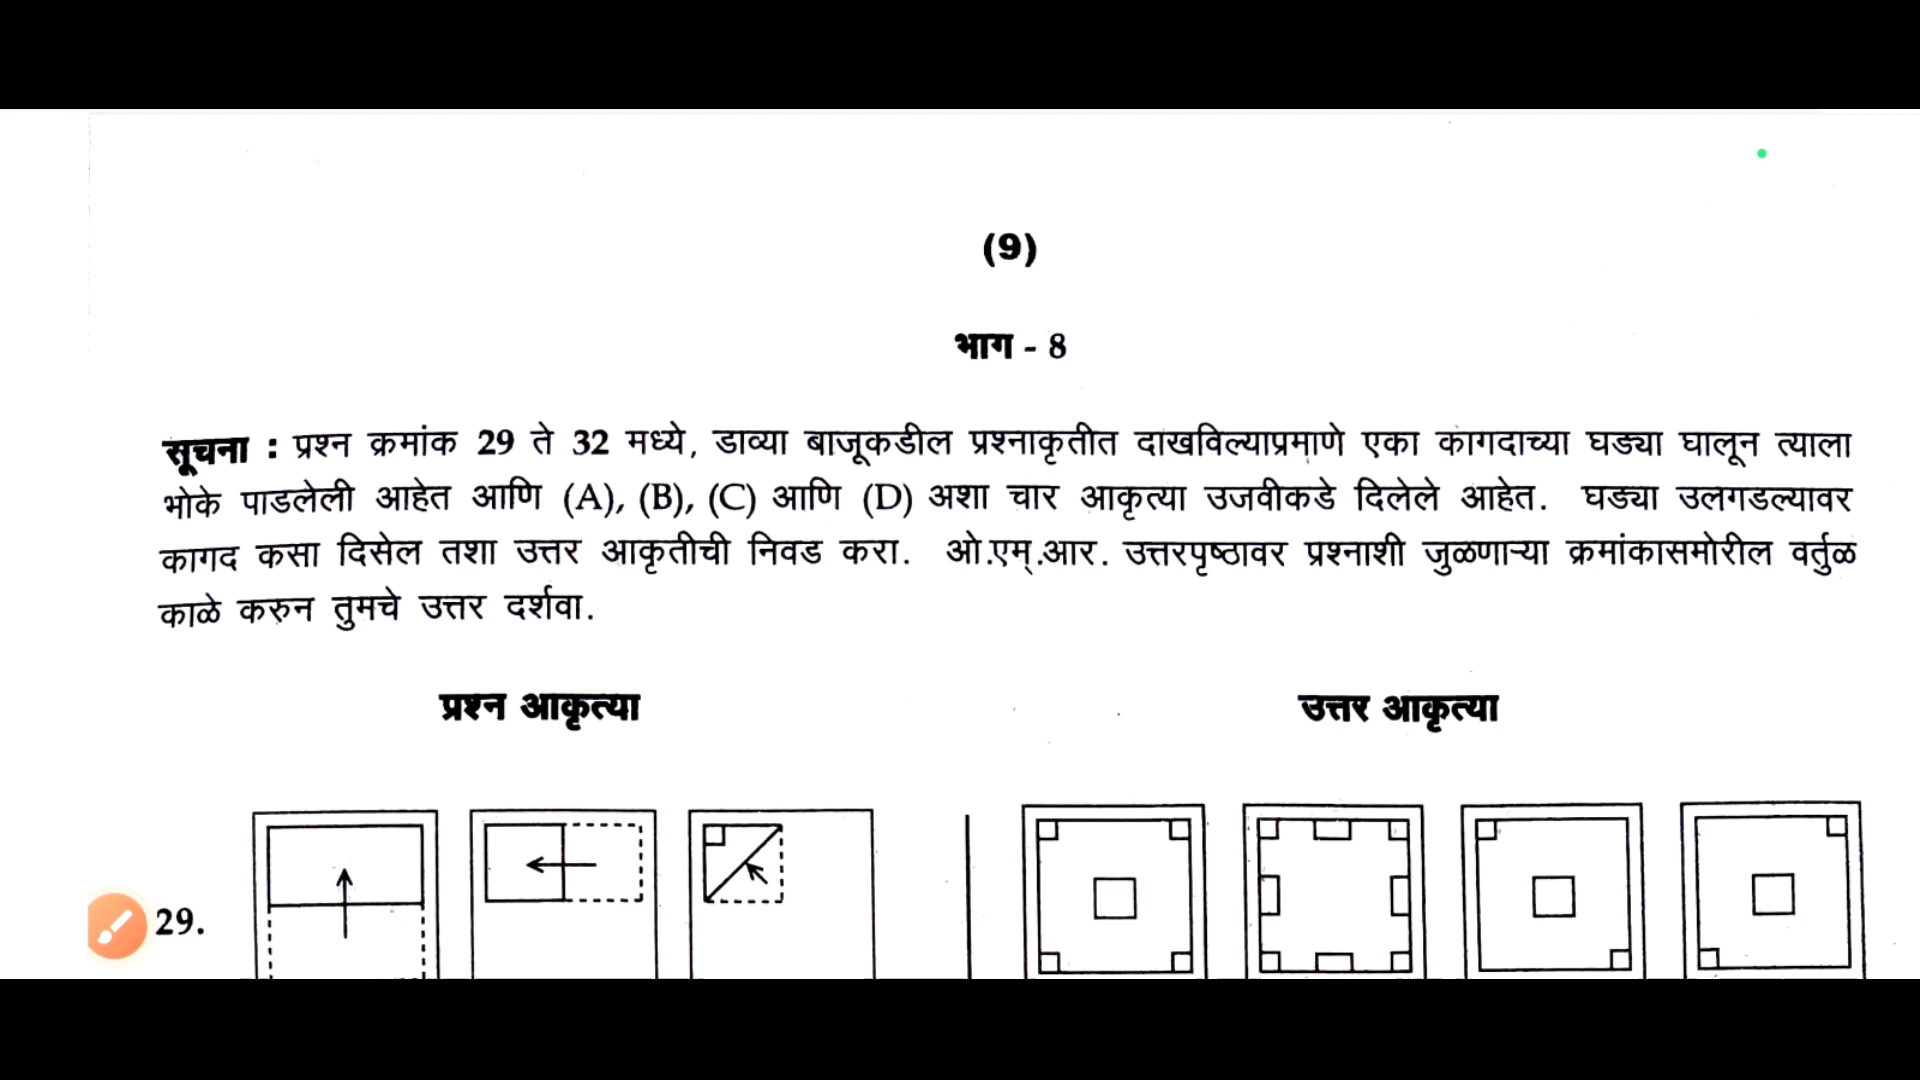 (9)
भाग - 8
सूचना : प्रश्न क्रमांक 29 ते 32 मध्ये, डाव्या बाजूकडील प्रश्नाकृतीत दाखविल्याप्रमाणे एका कागदाच्या घड्या घालून त्याला
भोके पाडलेली आहेत आणि (A), (B), (C) आणि (D) अशा चार आकृत्या उजवीकडे दिलेले आहेत. घड्या उलगडल्यावर
कागद कसा दिसेल तशा उत्तर आकृतीची निवड करा. ओ.एम्.आर. उत्तरपृष्ठावर प्रश्नाशी जुळणाऱ्या क्रमांकासमोरील वर्तुळ
काळे करुन तुमचे उत्तर दर्शवा.
प्रश्न आकृत्या
उत्तर आकृत्या
29.